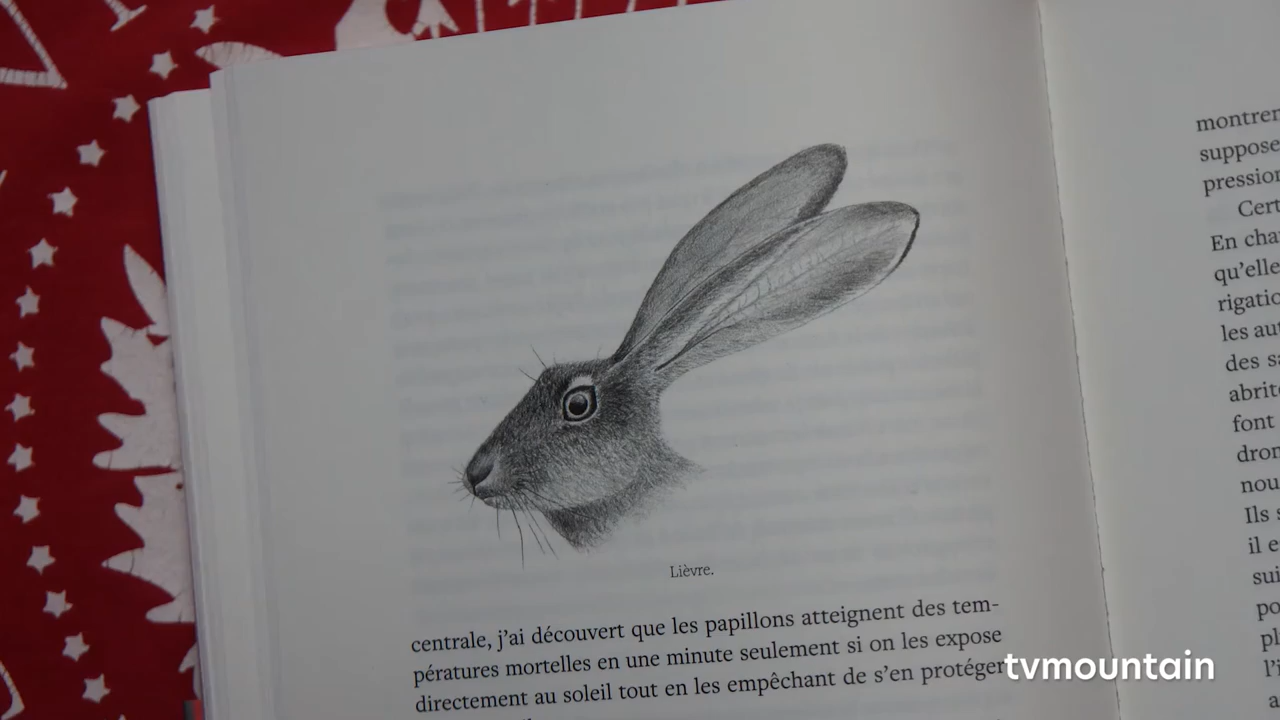 Lièvre.
centrale, j'ai découvert que les papillons atteignent des tem-
pératures mortelles en une minute seulement si on les expose
directement au soleil tout en les empêchant de s'en protéger
montren
suppose
pression
Cert
En cha
qu'elle
rigatio
les au
des sa
abrite
font
dron
nou
Ils s
il e
sui
po
pl
l'i
a
tvmountain